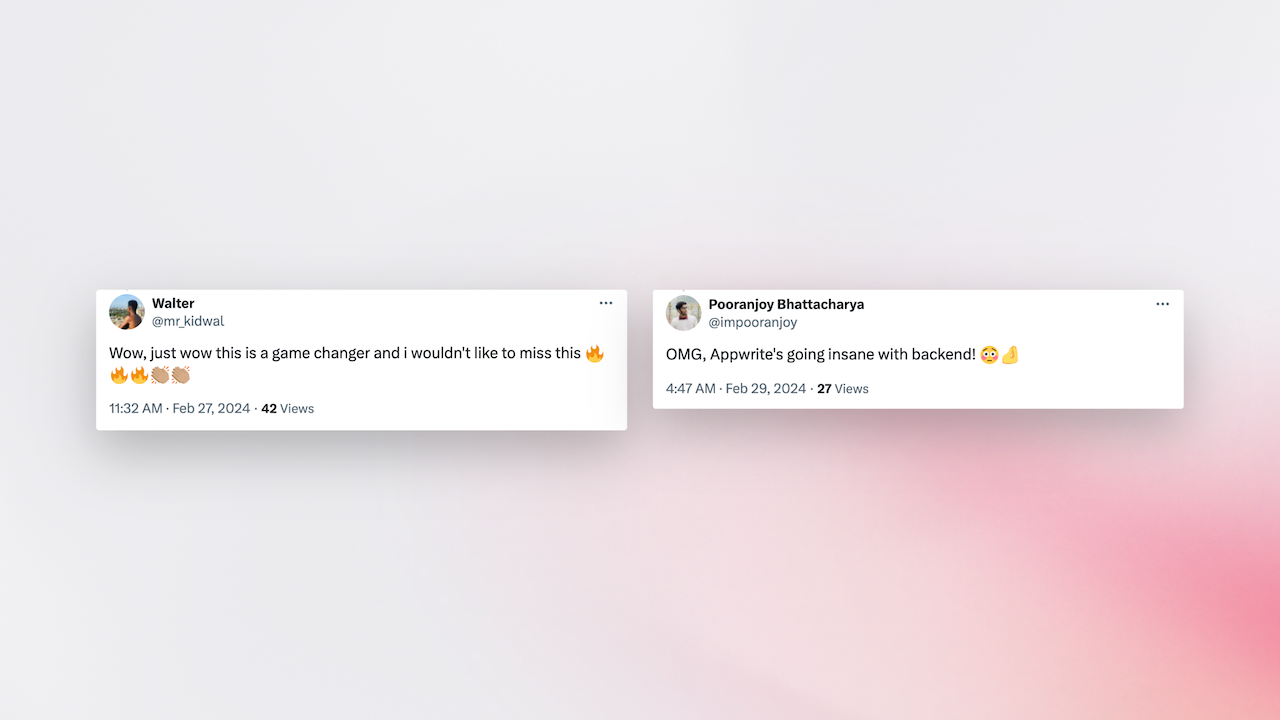 Walter
@mr_kidwal
Wow, just wow this is a game changer and i wouldn't like to miss this 🔥
🔥🔥👏🏽👏🏽
11:32 AM · Feb 27, 2024 · 42 Views
Pooranjoy Bhattacharya
@impooranjoy
OMG, Appwrite's going insane with backend! 😳🤌
4:47 AM · Feb 29, 2024 · 27 Views